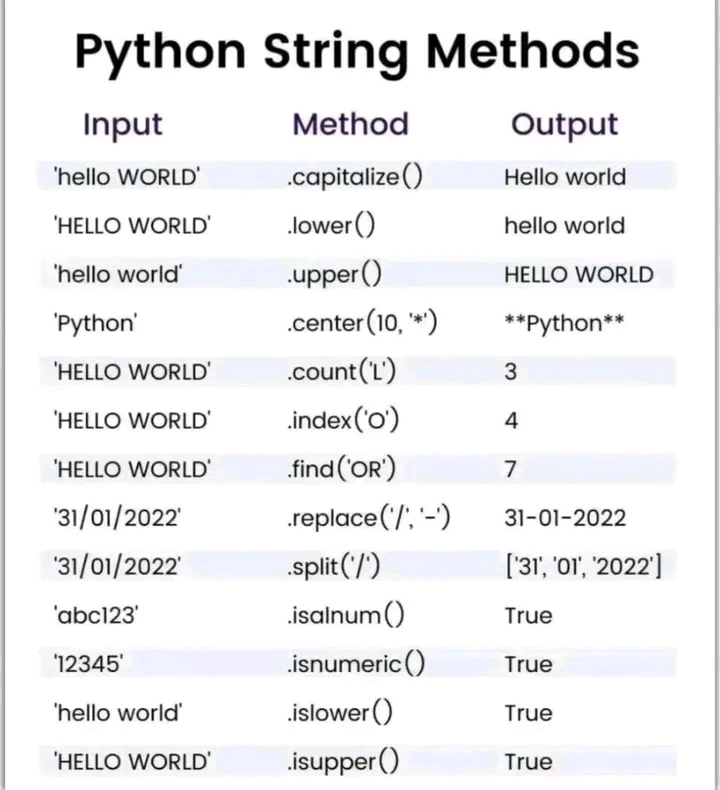 Python String Methods
Input Method Output
'hello WORLD' .capitalize() Hello world
'HELLO WORLD' .lower() hello world
'hello world' .upper() HELLO WORLD
'Python' .center(10, '*') **Python**
'HELLO WORLD' .count('L') 3
'HELLO WORLD' .index('O') 4
'HELLO WORLD' .find('OR') 7
'31/01/2022' .replace('/', '-') 31-01-2022
'31/01/2022' .split('/') ['31', '01', '2022']
'abc123' .isalnum() True
'12345' .isnumeric() True
'hello world' .islower() True
'HELLO WORLD' .isupper() True